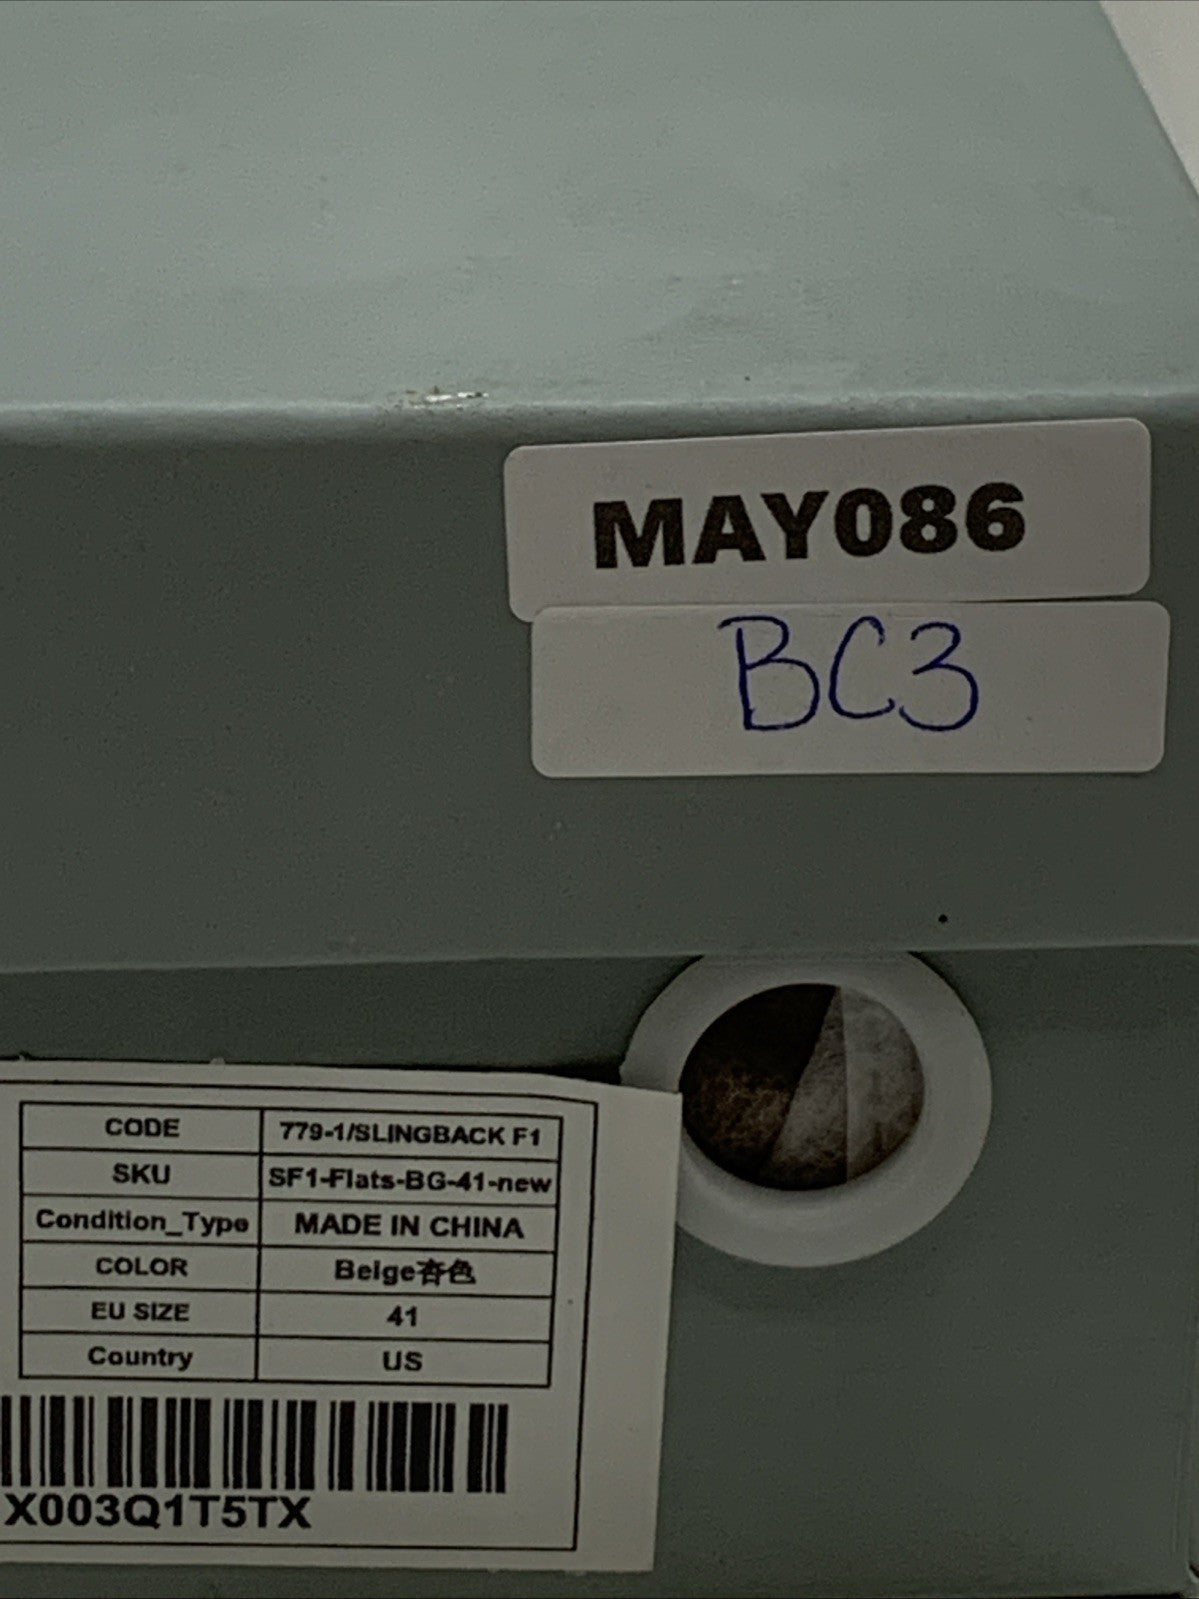 MAY086
BC3
CODE 779-1/SLINGBACK F1
SKU SF1-Flats-BG-41-new
Condition_Type MADE IN CHINA
COLOR Beige杏色
EU SIZE 41
Country US
X003Q1T5TX